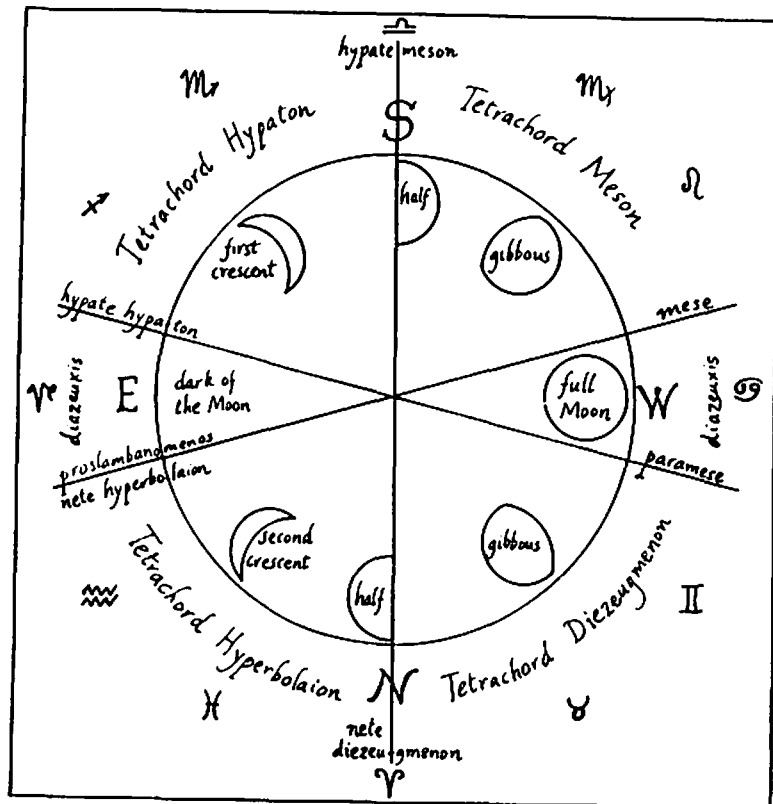 hypate meson
S
Tetrachord Hypaton
Tetrachord Meson
half
first
crescent
gibbous
hypate hypaton
mese
diazeuxis
E
dark of
the Moon
full
Moon
W
diazeuxis
proslambanomenos
nete hyperbolaion
paramese
second
crescent
half
gibbous
Tetrachord Hyperbolaion
N
Tetrachord Diezeugmenon
nete
diezeugmenon